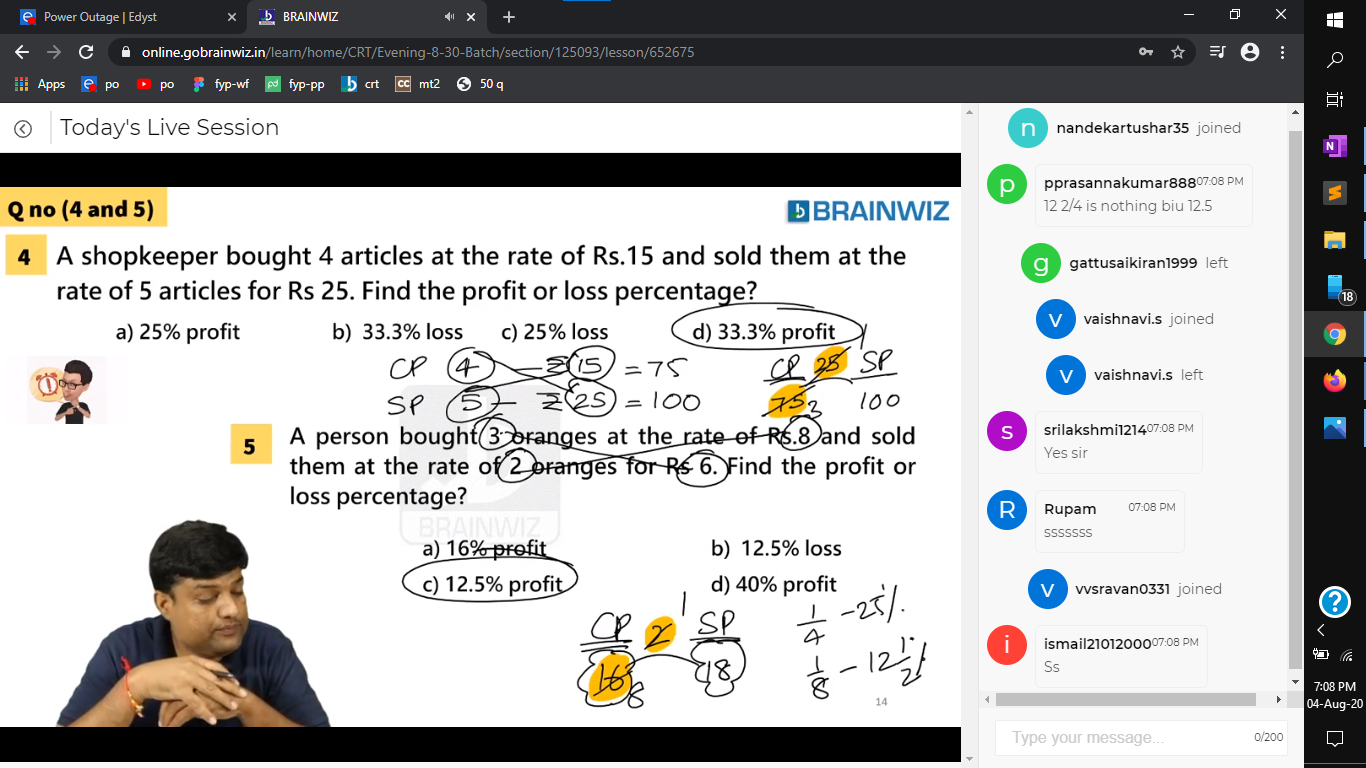 Power Outage | Edyst
BRAINWIZ
online.gobrainwiz.in/learn/home/CRT/Evening-8-30-Batch/section/125093/lesson/652675
Apps po po fyp-wf fyp-pp crt mt2 50 q
Today's Live Session
Q no (4 and 5)
BRAINWIZ
4 A shopkeeper bought 4 articles at the rate of Rs.15 and sold them at the
rate of 5 articles for Rs 25. Find the profit or loss percentage?
a) 25% profit b) 33.3% loss c) 25% loss d) 33.3% profit
CP 4 – 15 = 75
SP 5 – 25 = 100
CP 25 1 SP
75 3 100
5 A person bought 3 oranges at the rate of Rs.8 and sold
them at the rate of 2 oranges for Rs 6. Find the profit or
loss percentage?
BRAINWIZ
a) 16% profit b) 12.5% loss
c) 12.5% profit d) 40% profit
CP 2 1 SP
16 8 18
1/4 – 25%
1/8 – 12 1/2 %
14
n nandekartushar35 joined
p pprasannakumar888 07:08 PM
12 2/4 is nothing biu 12.5
g gattusaikiran1999 left
v vaishnavi.s joined
v vaishnavi.s left
s srilakshmi1214 07:08 PM
Yes sir
R Rupam 07:08 PM
sssssss
v vvsravan0331 joined
i ismail21012000 07:08 PM
Ss
Type your message... 0/200
18
7:08 PM
04-Aug-20